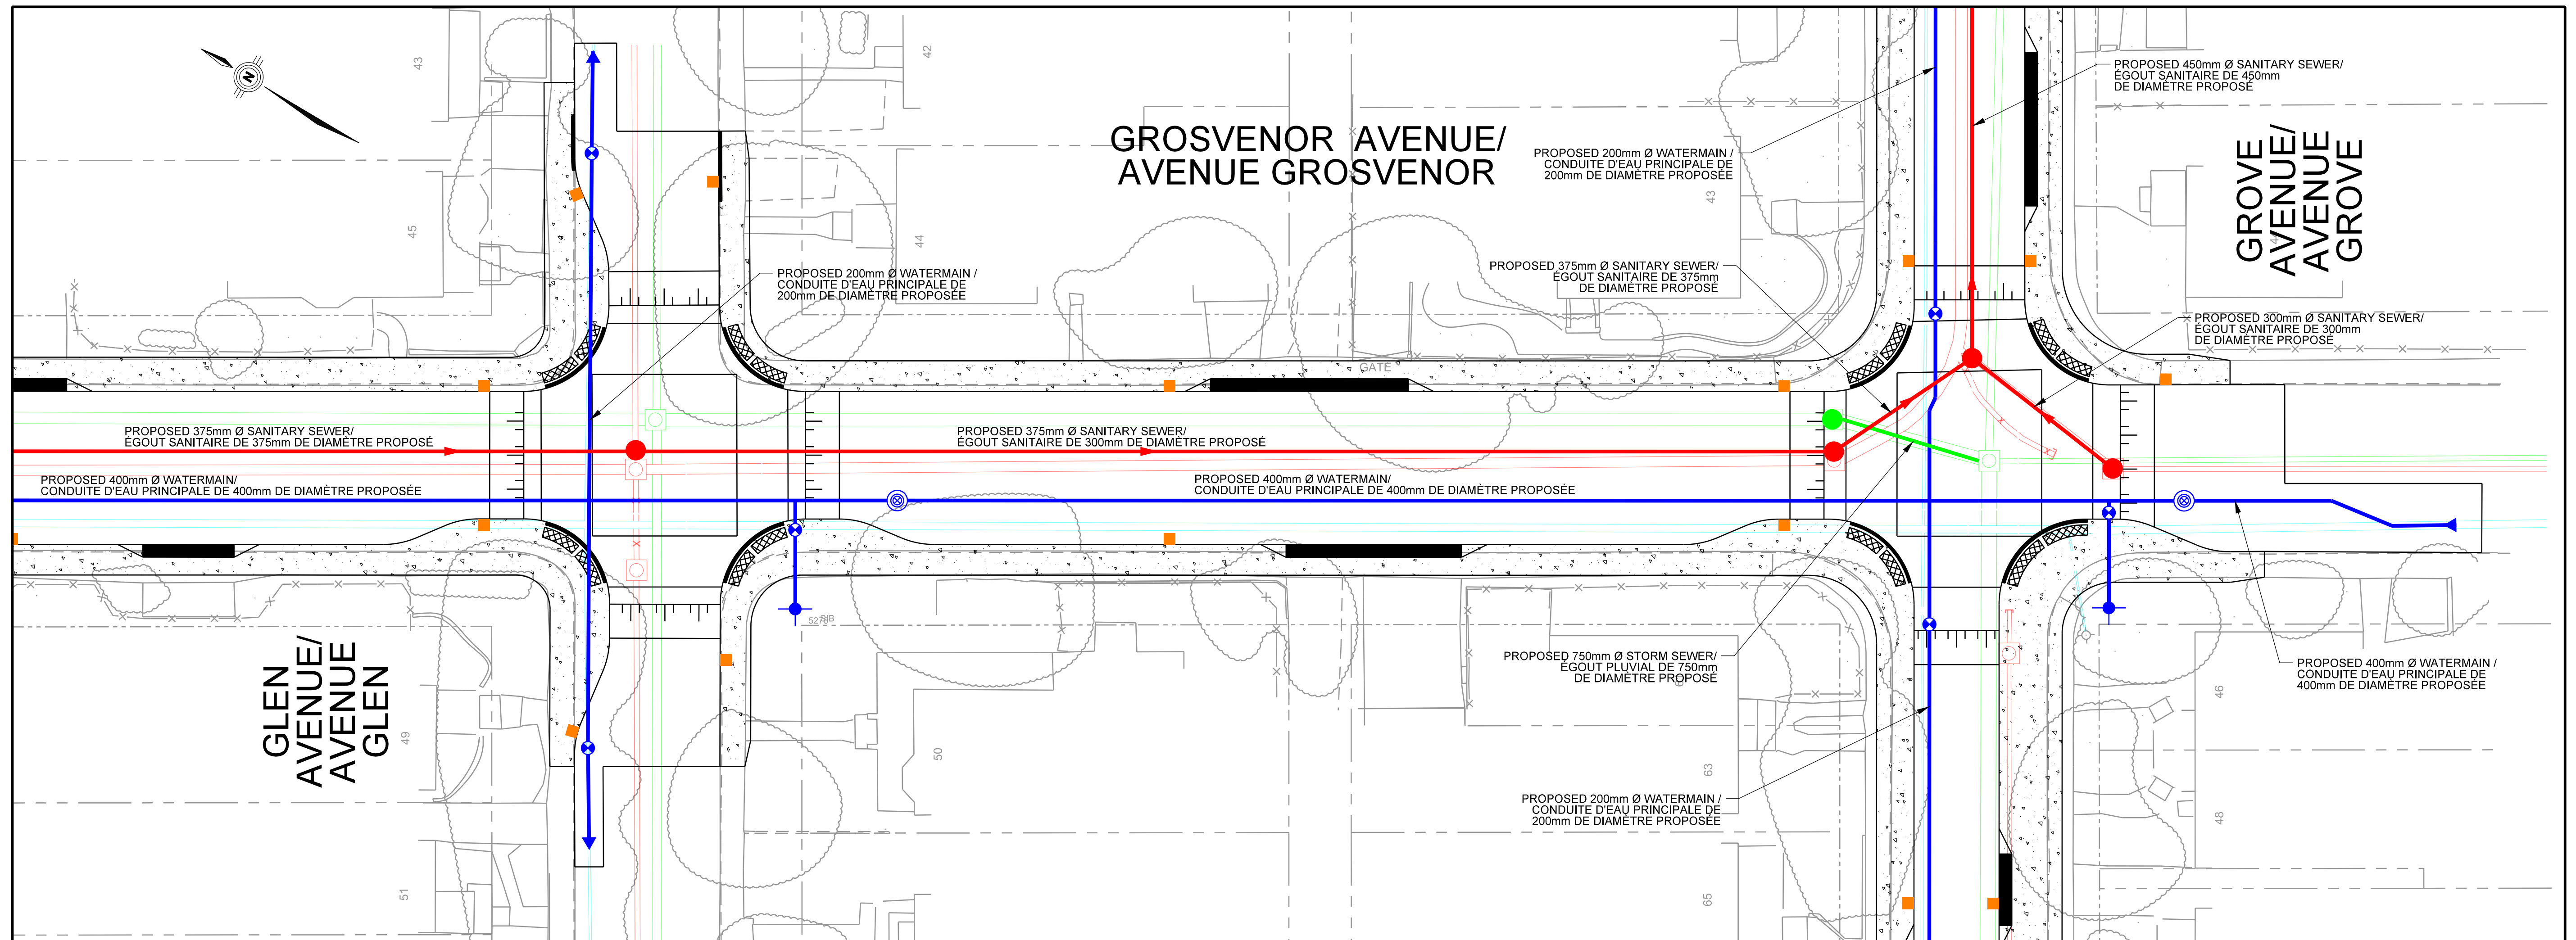 43
42
N
GROSVENOR AVENUE/
AVENUE GROSVENOR
PROPOSED 450mm Ø SANITARY SEWER/
ÉGOUT SANITAIRE DE 450mm
DE DIAMÈTRE PROPOSÉ
PROPOSED 200mm Ø WATERMAIN /
CONDUITE D'EAU PRINCIPALE DE
200mm DE DIAMÈTRE PROPOSÉE
GROVE
AVENUE/
AVENUE
GROVE
43
45
44
PROPOSED 200mm Ø WATERMAIN /
CONDUITE D'EAU PRINCIPALE DE
200mm DE DIAMÈTRE PROPOSÉE
PROPOSED 375mm Ø SANITARY SEWER/
ÉGOUT SANITAIRE DE 375mm
DE DIAMÈTRE PROPOSÉ
PROPOSED 300mm Ø SANITARY SEWER/
ÉGOUT SANITAIRE DE 300mm
DE DIAMÈTRE PROPOSÉ
GATE
PROPOSED 375mm Ø SANITARY SEWER/
ÉGOUT SANITAIRE DE 375mm DE DIAMÈTRE PROPOSÉ
PROPOSED 375mm Ø SANITARY SEWER/
ÉGOUT SANITAIRE DE 300mm DE DIAMÈTRE PROPOSÉ
PROPOSED 400mm Ø WATERMAIN/
CONDUITE D'EAU PRINCIPALE DE 400mm DE DIAMÈTRE PROPOSÉE
PROPOSED 400mm Ø WATERMAIN/
CONDUITE D'EAU PRINCIPALE DE 400mm DE DIAMÈTRE PROPOSÉE
GLEN
AVENUE/
AVENUE
GLEN
PROPOSED 750mm Ø STORM SEWER/
ÉGOUT PLUVIAL DE 750mm
DE DIAMÈTRE PROPOSÉ
PROPOSED 400mm Ø WATERMAIN /
CONDUITE D'EAU PRINCIPALE DE
400mm DE DIAMÈTRE PROPOSÉE
46
49
50
63
PROPOSED 200mm Ø WATERMAIN /
CONDUITE D'EAU PRINCIPALE DE
200mm DE DIAMÈTRE PROPOSÉE
48
51
65